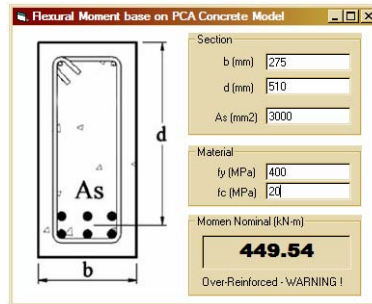 Flexural Moment base on PCA Concrete Model
Section
b (mm) 275
d (mm) 510
As (mm2) 3000
Material
fy (MPa) 400
fc (MPa) 20
Momen Nominal (kN-m)
449.54
Over-Reinforced - WARNING !
d
As
b